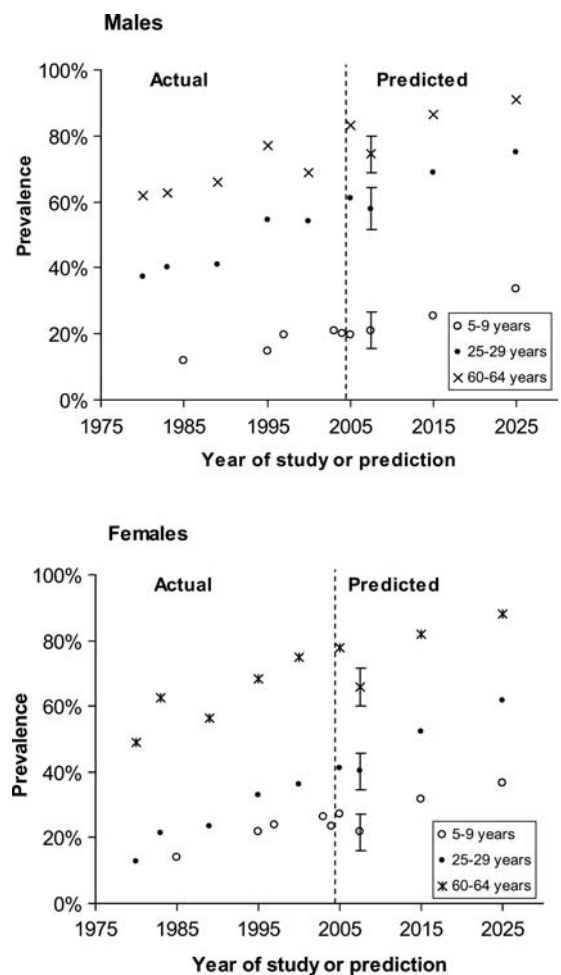 Males
Actual Predicted
100%
80%
60%
40%
20%
0%
Prevalence
5-9 years
25-29 years
60-64 years
1975 1985 1995 2005 2015 2025
Year of study or prediction
Females
Actual Predicted
100%
80%
60%
40%
20%
0%
Prevalence
5-9 years
25-29 years
60-64 years
1975 1985 1995 2005 2015 2025
Year of study or prediction